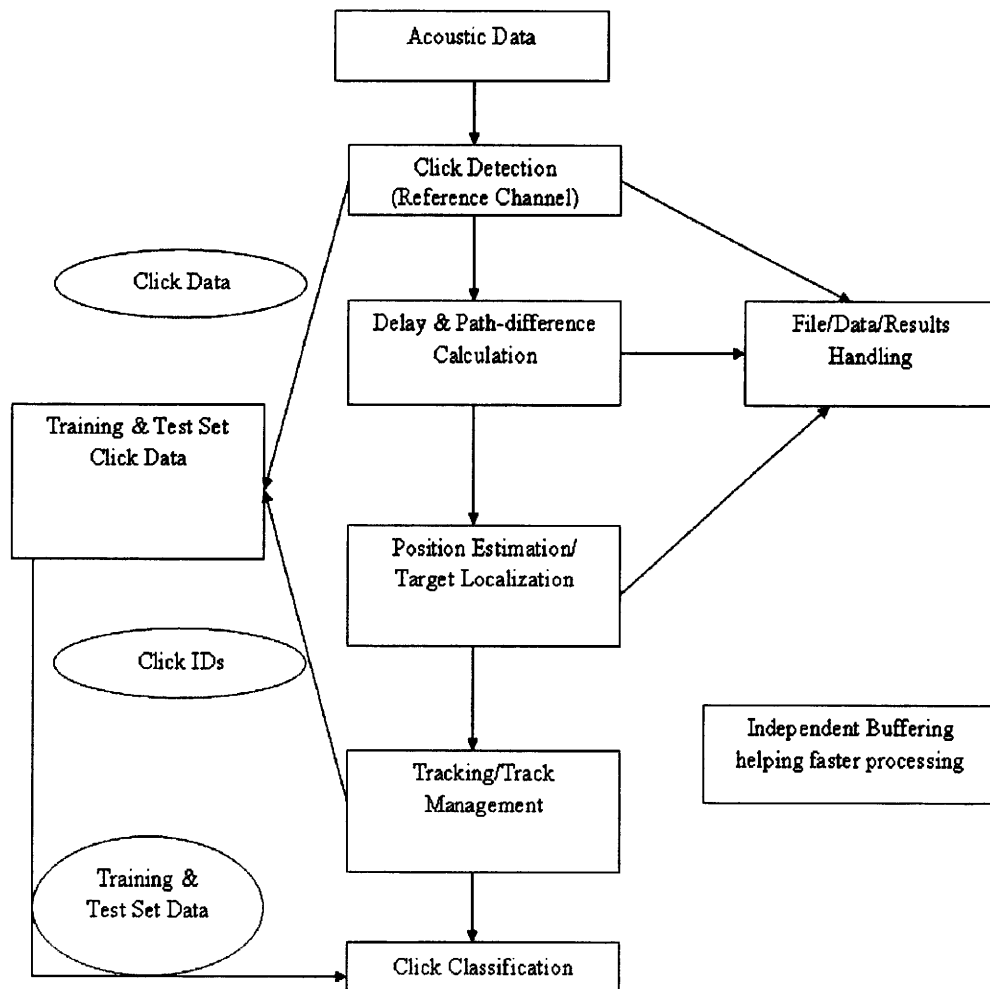 Acoustic Data
Click Detection
(Reference Channel)
Click Data
Delay & Path-difference
Calculation
File/Data/Results
Handling
Training & Test Set
Click Data
Position Estimation/
Target Localization
Click IDs
Independent Buffering
helping faster processing
Tracking/Track
Management
Training &
Test Set Data
Click Classification